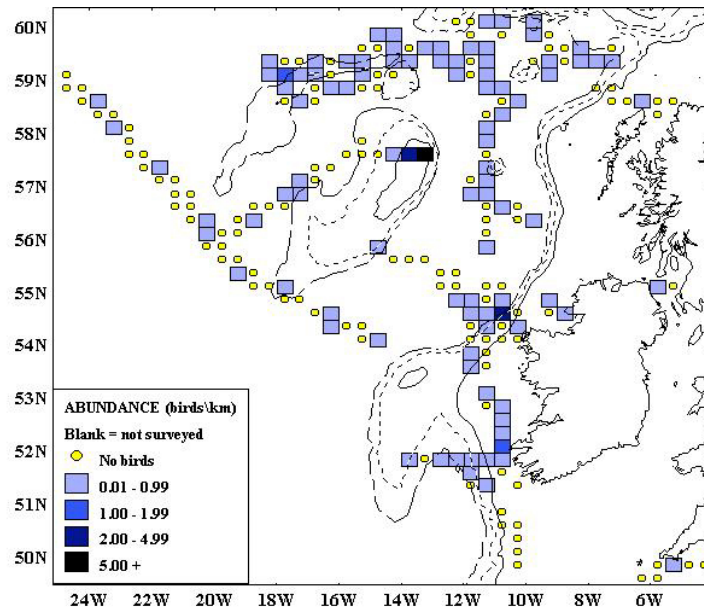 60N
59N
58N
57N
56N
55N
54N
53N
52N
51N
50N
ABUNDANCE (birds\km)
Blank = not surveyed
No birds
0.01 - 0.99
1.00 - 1.99
2.00 - 4.99
5.00 +
24W 22W 20W 18W 16W 14W 12W 10W 8W 6W